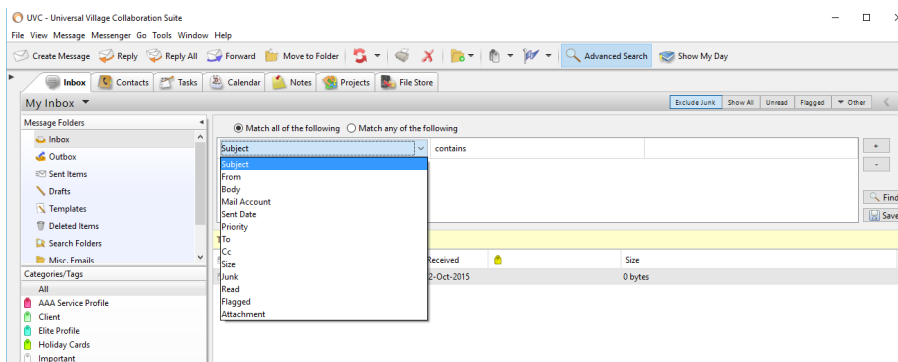 UVC - Universal Village Collaboration Suite
File View Message Messenger Go Tools Window Help
Create Message Reply Reply All Forward Move to Folder Advanced Search Show My Day
Inbox Contacts Tasks Calendar Notes Projects File Store
My Inbox Exclude Junk Show All Unread Flagged Other
Message Folders
Match all of the following Match any of the following
Inbox
Outbox
Sent Items
Drafts
Templates
Deleted Items
Search Folders
Misc. Emails
Categories/Tags
All
AAA Service Profile
Client
Elite Profile
Holiday Cards
Important
Subject contains
Subject
From
Body
Mail Account
Sent Date
Priority
To
Cc
Size
Junk
Read
Flagged
Attachment
+
-
Find
Save
Received Size
2-Oct-2015 0 bytes